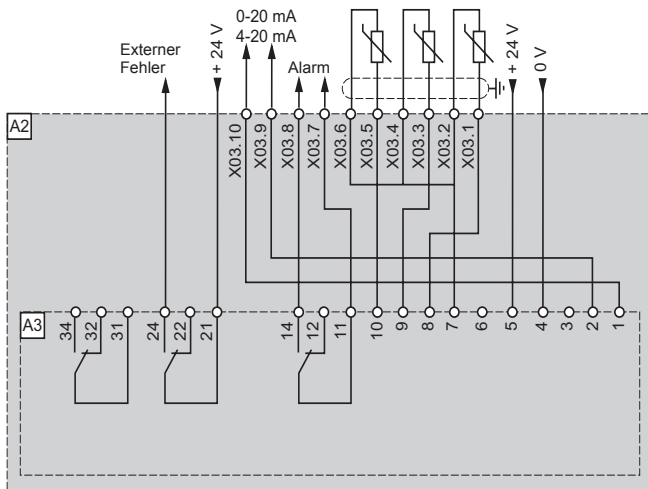 0-20 mA
4-20 mA
Externer
Fehler
+ 24 V
Alarm
+ 24 V
0 V
A2
X03.10
X03.9
X03.8
X03.7
X03.6
X03.5
X03.4
X03.3
X03.2
X03.1
A3
34
32
31
24
22
21
14
12
11
10
9
8
7
6
5
4
3
2
1